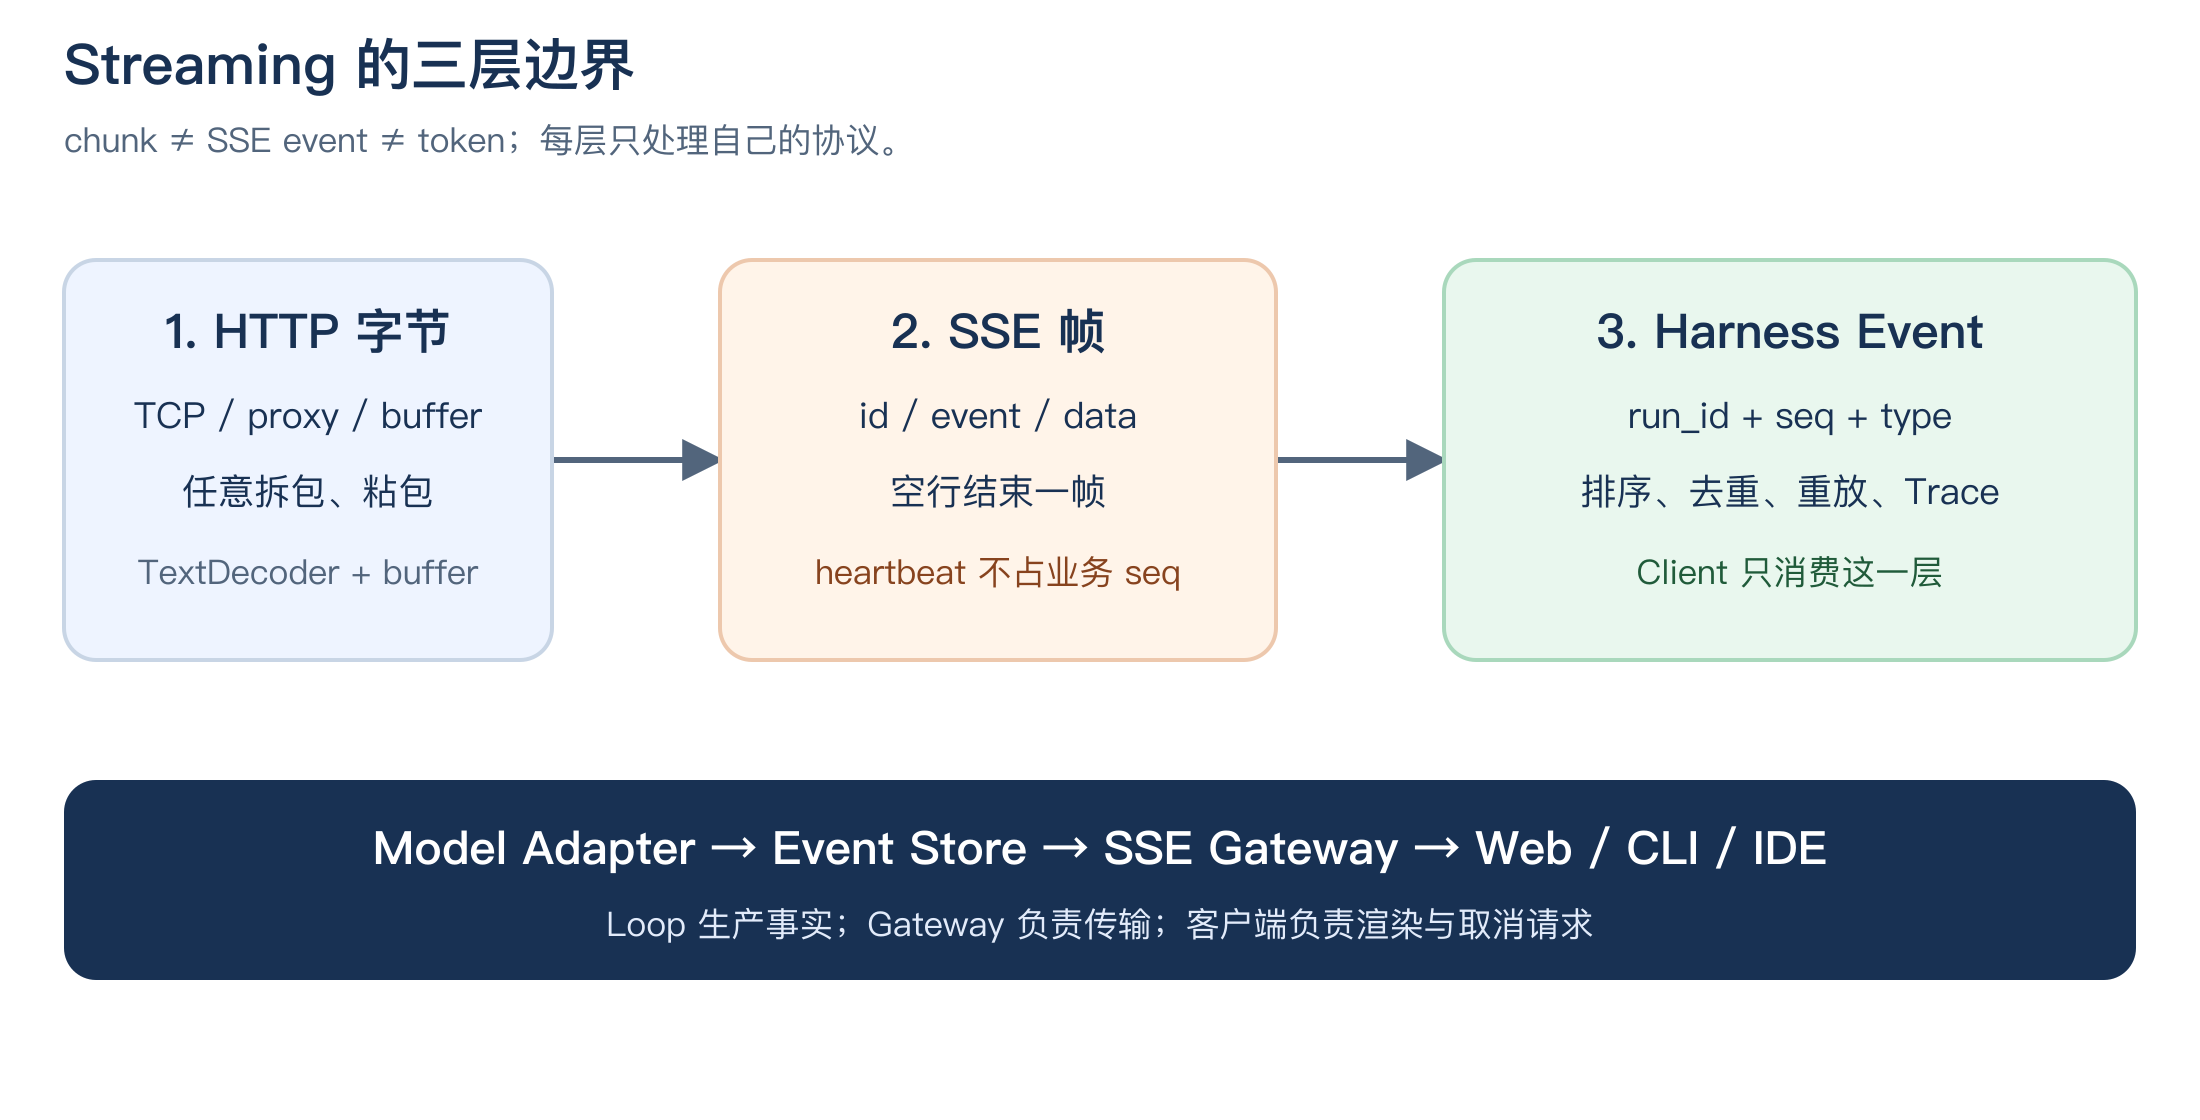 Streaming 的三层边界
chunk ≠ SSE event ≠ token；每层只处理自己的协议。
1. HTTP 字节
TCP / proxy / buffer
任意拆包、粘包
TextDecoder + buffer
2. SSE 帧
id / event / data
空行结束一帧
heartbeat 不占业务 seq
3. Harness Event
run_id + seq + type
排序、去重、重放、Trace
Client 只消费这一层
Model Adapter → Event Store → SSE Gateway → Web / CLI / IDE
Loop 生产事实；Gateway 负责传输；客户端负责渲染与取消请求